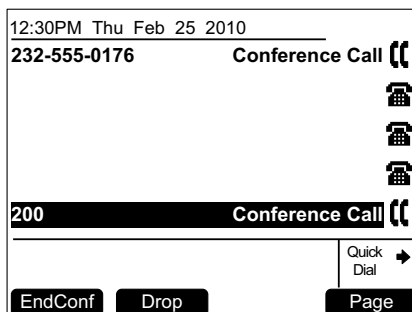 12:30PM Thu Feb 25 2010
232-555-0176 Conference Call
200 Conference Call
Quick
Dial
EndConf Drop Page